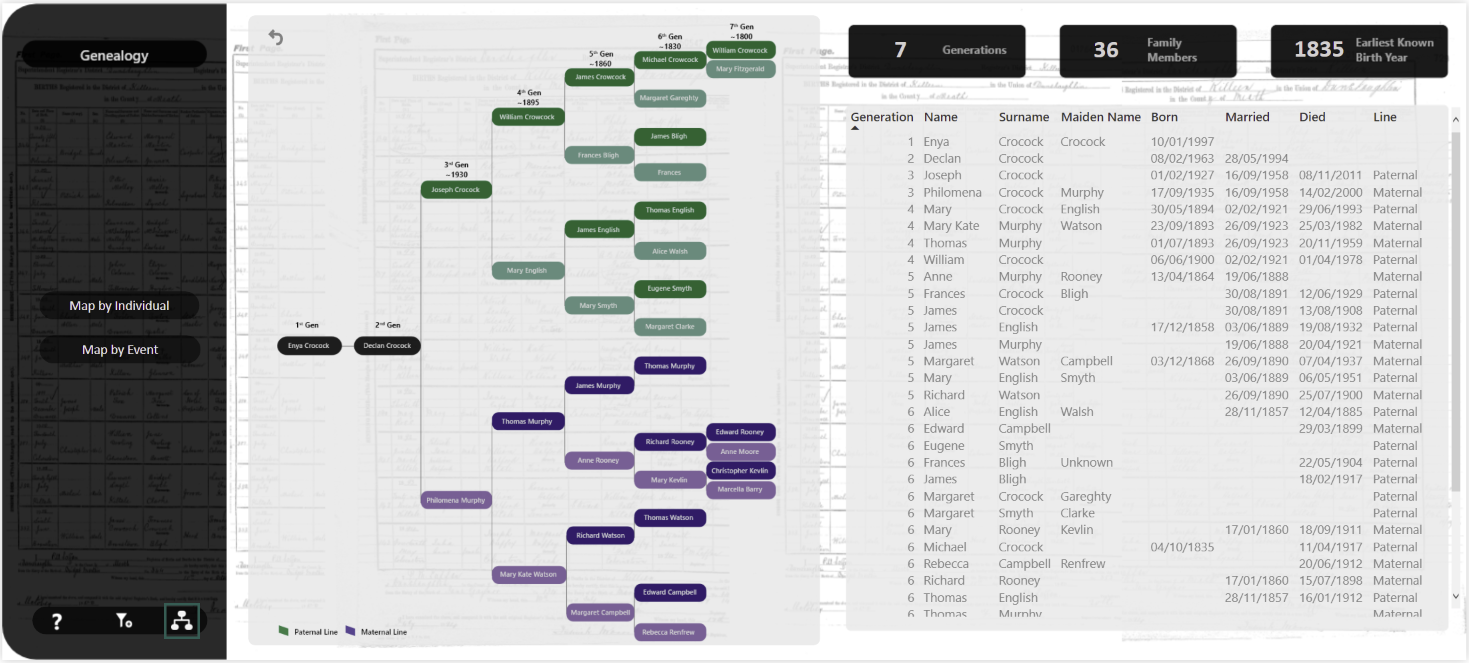 Genealogy
Map by Individual
Map by Event
?
7th Gen
~1800
6th Gen
~1830
5th Gen
~1860
4th Gen
~1895
3rd Gen
~1930
1st Gen
2nd Gen
William Crowcock
Mary Fitzgerald
Michael Crowcock
Margaret Gareghty
James Crowcock
William Crowcock
James Bligh
Frances Bligh
Frances
Joseph Crocock
Thomas English
James English
Alice Walsh
Mary English
Eugene Smyth
Mary Smyth
Margaret Clarke
Enya Crocock
Declan Crocock
Thomas Murphy
James Murphy
Thomas Murphy
Edward Rooney
Richard Rooney
Anne Moore
Anne Rooney
Christopher Kevlin
Mary Kevlin
Marcella Barry
Philomena Murphy
Thomas Watson
Richard Watson
Mary Kate Watson
Edward Campbell
Margaret Campbell
Rebecca Renfrew
Paternal Line
Maternal Line
7 Generations
36 Family Members
1835 Earliest Known Birth Year
Generation Name Surname Maiden Name Born Married Died Line
1 Enya Crocock Crocock 10/01/1997
2 Declan Crocock 08/02/1963 28/05/1994
3 Joseph Crocock 01/02/1927 16/09/1958 08/11/2011 Paternal
3 Philomena Crocock Murphy 17/09/1935 16/09/1958 14/02/2000 Maternal
4 Mary Crocock English 30/05/1894 02/02/1921 29/06/1993 Paternal
4 Mary Kate Murphy Watson 23/09/1893 26/09/1923 25/03/1982 Maternal
4 Thomas Murphy 01/07/1893 26/09/1923 20/11/1959 Maternal
4 William Crocock 06/06/1900 02/02/1921 01/04/1978 Paternal
5 Anne Murphy Rooney 13/04/1864 19/06/1888 Maternal
5 Frances Crocock Bligh 30/08/1891 12/06/1929 Paternal
5 James Crocock 30/08/1891 13/08/1908 Paternal
5 James English 17/12/1858 03/06/1889 19/08/1932 Paternal
5 James Murphy 19/06/1888 20/04/1921 Maternal
5 Margaret Watson Campbell 03/12/1868 26/09/1890 07/04/1937 Maternal
5 Mary English Smyth 03/06/1889 06/05/1951 Paternal
5 Richard Watson 26/09/1890 25/07/1900 Maternal
6 Alice English Walsh 28/11/1857 12/04/1885 Paternal
6 Edward Campbell 29/03/1899 Maternal
6 Eugene Smyth Paternal
6 Frances Bligh Unknown 22/05/1904 Paternal
6 James Bligh 18/02/1917 Paternal
6 Margaret Crocock Gareghty Paternal
6 Margaret Smyth Clarke Paternal
6 Mary Rooney Kevlin 17/01/1860 18/09/1911 Maternal
6 Michael Crocock 04/10/1835 11/04/1917 Paternal
6 Rebecca Campbell Renfrew 20/06/1912 Maternal
6 Richard Rooney 17/01/1860 15/07/1898 Maternal
6 Thomas English 28/11/1857 16/01/1912 Paternal
6 Thomas Murphy Maternal